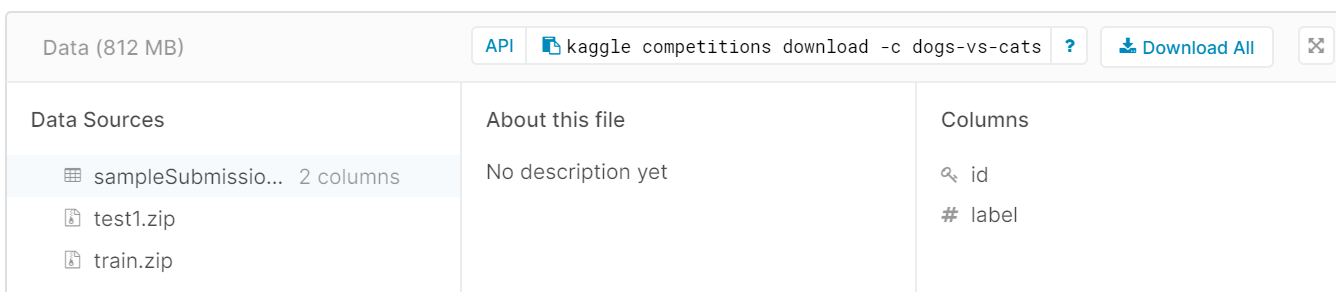 Data (812 MB)
API kaggle competitions download -c dogs-vs-cats ? Download All
Data Sources
sampleSubmissio... 2 columns
test1.zip
train.zip
About this file
No description yet
Columns
id
# label